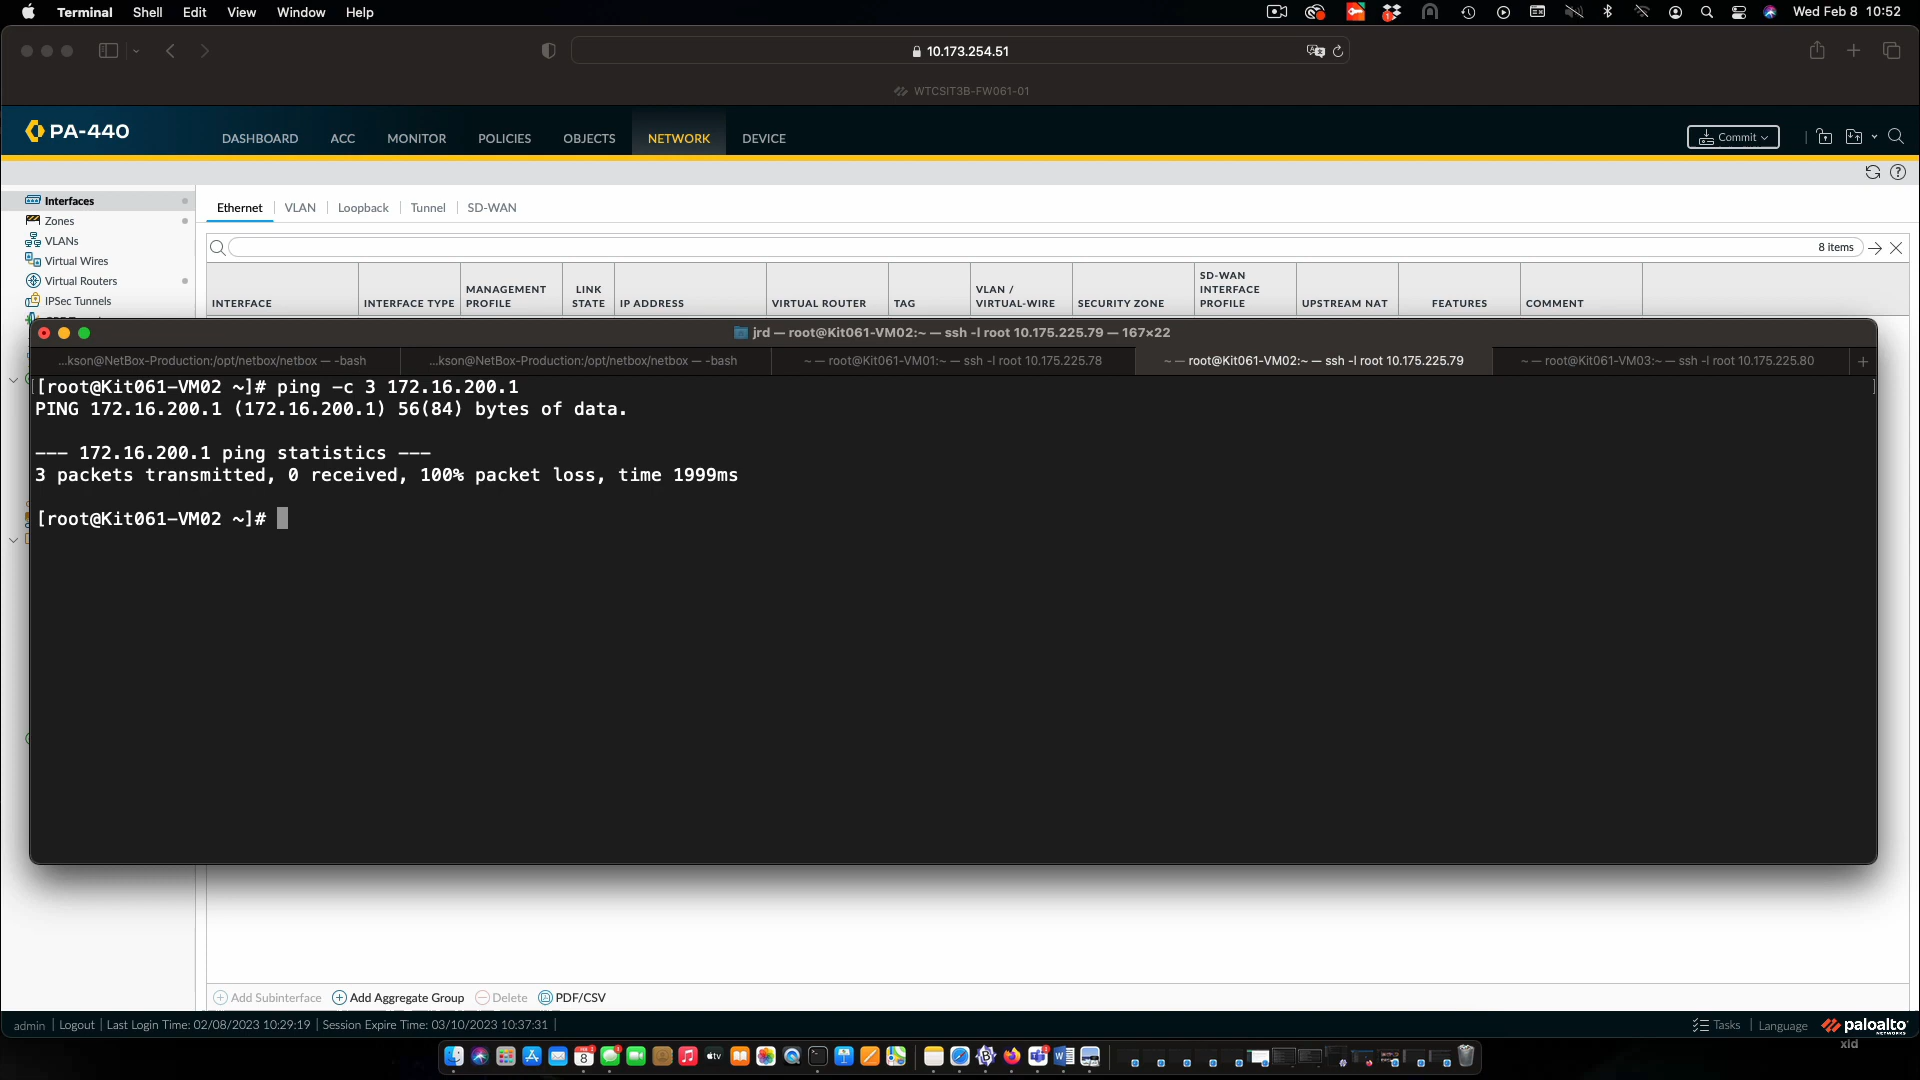 Terminal Shell Edit View Window Help Wed Feb 8 10:52
10.173.254.51
WTCSIT3B-FW061-01
PA-440 DASHBOARD ACC MONITOR POLICIES OBJECTS NETWORK DEVICE Commit
Interfaces
Zones
VLANs
Virtual Wires
Virtual Routers
IPSec Tunnels
Ethernet VLAN Loopback Tunnel SD-WAN
8 items
INTERFACE
INTERFACE TYPE
MANAGEMENT
PROFILE
LINK
STATE
IP ADDRESS
VIRTUAL ROUTER
TAG
VLAN /
VIRTUAL-WIRE
SECURITY ZONE
SD-WAN
INTERFACE
PROFILE
UPSTREAM NAT
FEATURES
COMMENT
jrd — root@Kit061-VM02:~ — ssh -l root 10.175.225.79 — 167×22
...kson@NetBox-Production:/opt/netbox/netbox — -bash
...kson@NetBox-Production:/opt/netbox/netbox — -bash
~ — root@Kit061-VM01:~ — ssh -l root 10.175.225.78
~ — root@Kit061-VM02:~ — ssh -l root 10.175.225.79
~ — root@Kit061-VM03:~ — ssh -l root 10.175.225.80
[root@Kit061-VM02 ~]# ping -c 3 172.16.200.1
PING 172.16.200.1 (172.16.200.1) 56(84) bytes of data.
--- 172.16.200.1 ping statistics ---
3 packets transmitted, 0 received, 100% packet loss, time 1999ms
[root@Kit061-VM02 ~]#
Add Subinterface Add Aggregate Group Delete PDF/CSV
admin | Logout | Last Login Time: 02/08/2023 10:29:19 | Session Expire Time: 03/10/2023 10:37:31 |
Tasks | Language paloalto
NETWORKS
xld